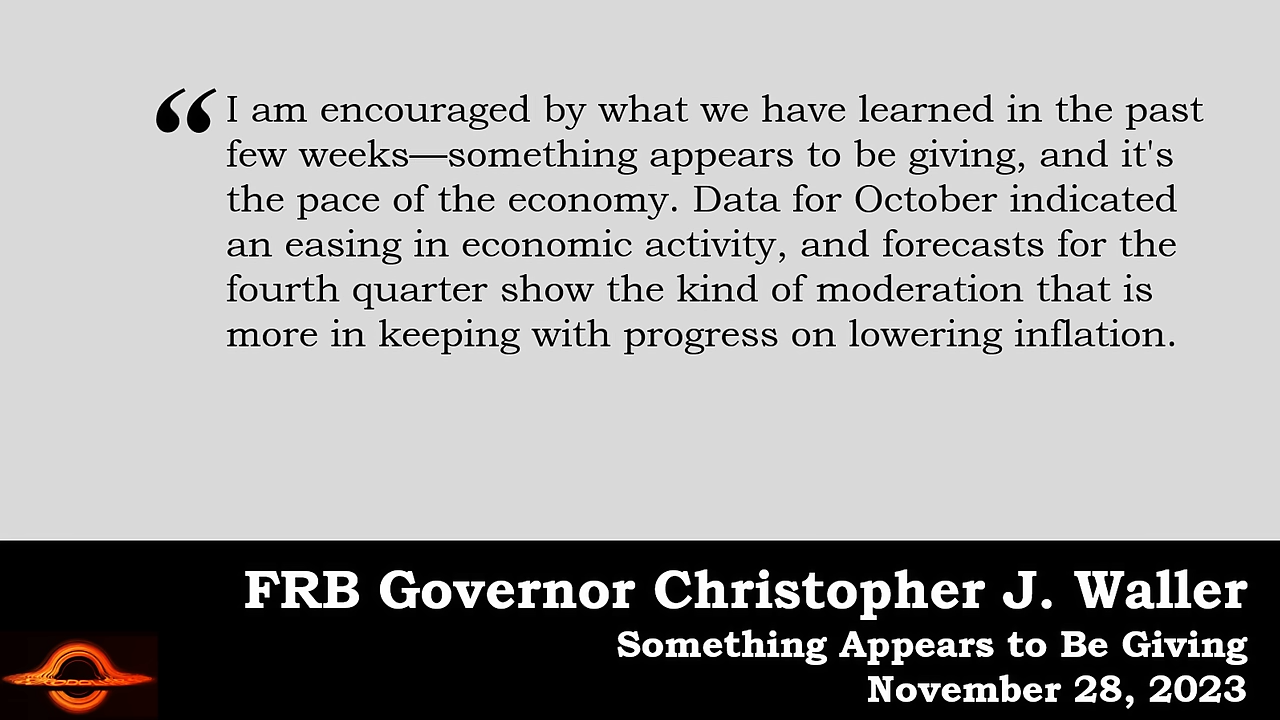 “I am encouraged by what we have learned in the past
few weeks—something appears to be giving, and it's
the pace of the economy. Data for October indicated
an easing in economic activity, and forecasts for the
fourth quarter show the kind of moderation that is
more in keeping with progress on lowering inflation.
FRB Governor Christopher J. Waller
Something Appears to Be Giving
November 28, 2023